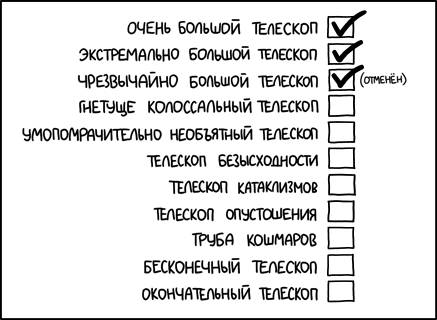 ОЧЕНЬ БОЛЬШОЙ ТЕЛЕСКОП
ЭКСТРЕМАЛЬНО БОЛЬШОЙ ТЕЛЕСКОП
ЧРЕЗВЫЧАЙНО БОЛЬШОЙ ТЕЛЕСКОП (ОТМЕНЁН)
ГНЕТУЩЕ КОЛОССАЛЬНЫЙ ТЕЛЕСКОП
УМОПОМРАЧИТЕЛЬНО НЕОБЪЯТНЫЙ ТЕЛЕСКОП
ТЕЛЕСКОП БЕЗЫСХОДНОСТИ
ТЕЛЕСКОП КАТАКЛИЗМОВ
ТЕЛЕСКОП ОПУСТОШЕНИЯ
ТРУБА КОШМАРОВ
БЕСКОНЕЧНЫЙ ТЕЛЕСКОП
ОКОНЧАТЕЛЬНЫЙ ТЕЛЕСКОП